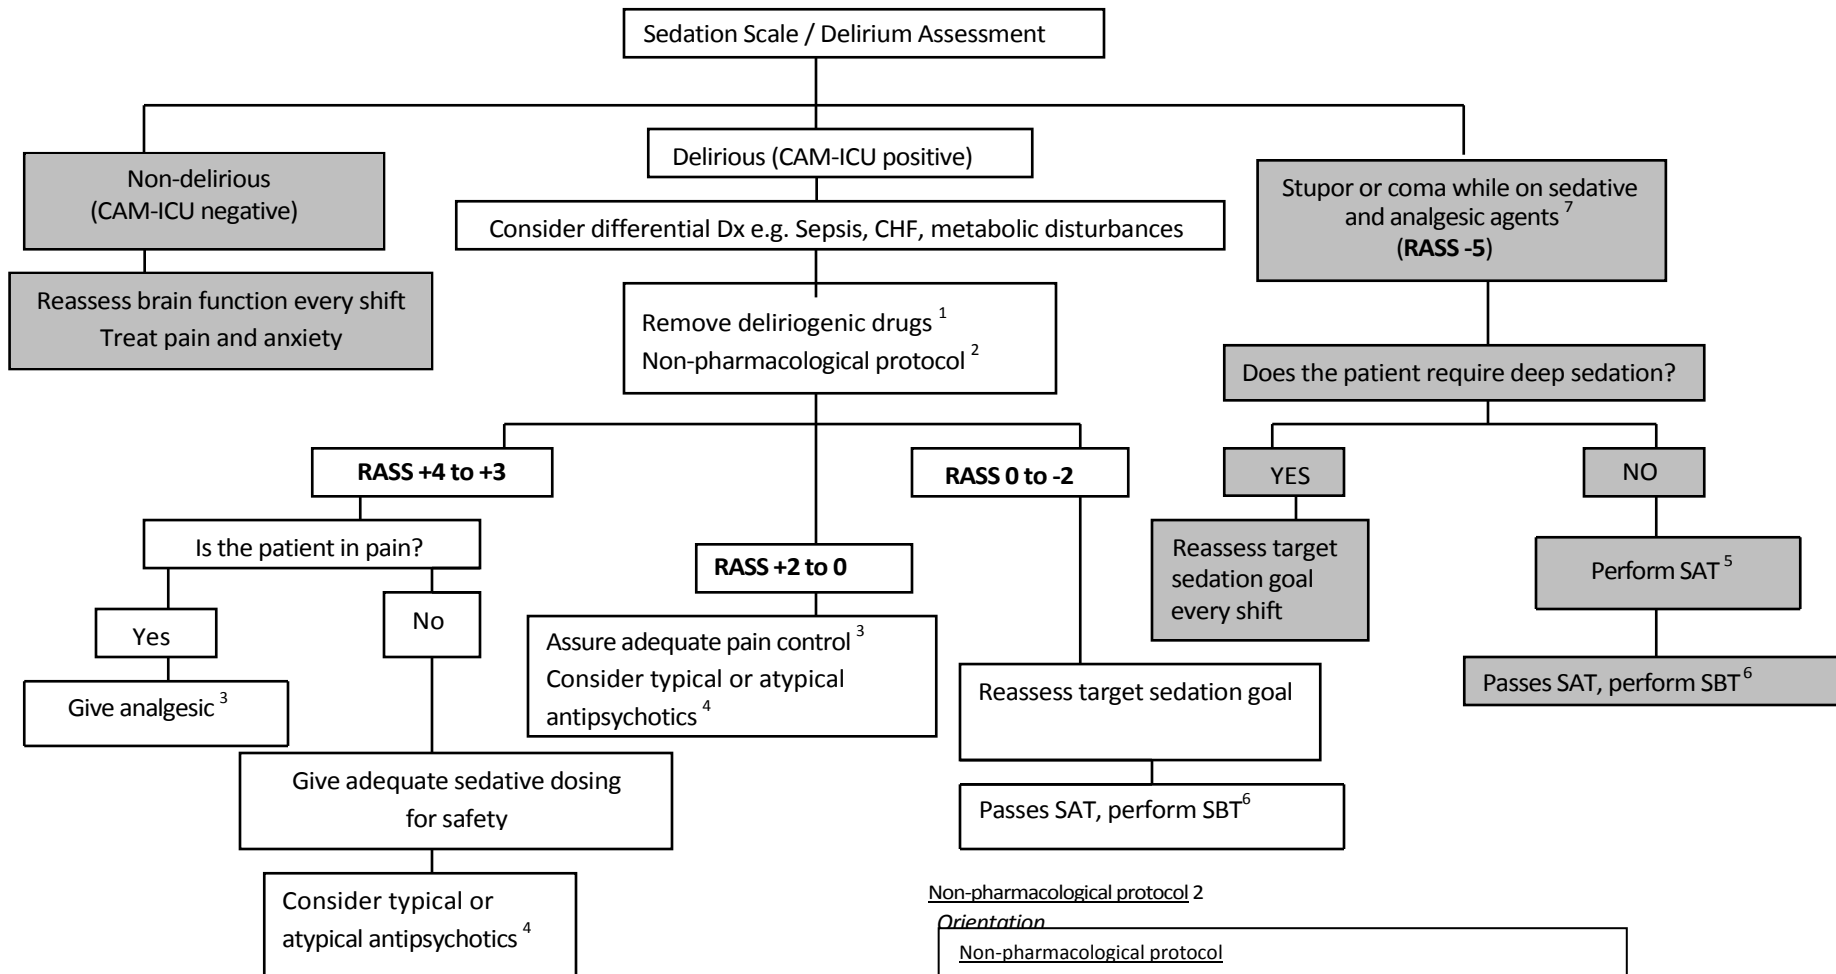 Sedation Scale / Delirium Assessment
Non-delirious
(CAM-ICU negative)
Reassess brain function every shift
Treat pain and anxiety
Delirious (CAM-ICU positive)
Consider differential Dx e.g. Sepsis, CHF, metabolic disturbances
Remove deliriogenic drugs 1
Non-pharmacological protocol 2
RASS +4 to +3
Is the patient in pain?
Yes
Give analgesic 3
No
Give adequate sedative dosing
for safety
Consider typical or
atypical antipsychotics 4
RASS +2 to 0
Assure adequate pain control 3
Consider typical or atypical
antipsychotics 4
RASS 0 to -2
Reassess target sedation goal
Passes SAT, perform SBT6
Stupor or coma while on sedative
and analgesic agents 7
(RASS -5)
Does the patient require deep sedation?
YES
Reassess target
sedation goal
every shift
NO
Perform SAT 5
Passes SAT, perform SBT6
Non-pharmacological protocol 2
Orientation
Non-pharmacological protocol